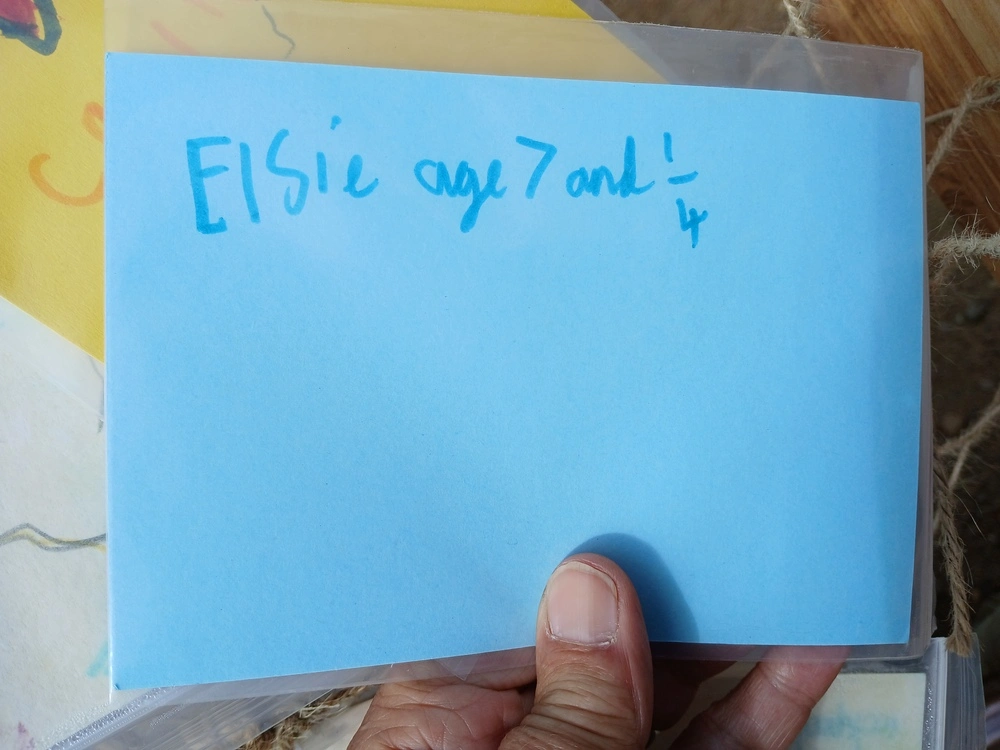 Elsie age 7 and 1/4